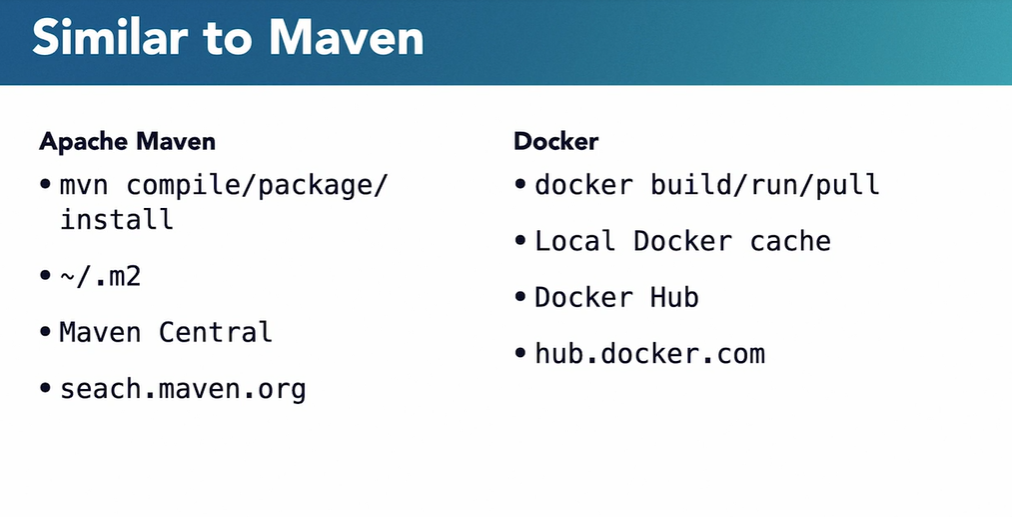 Similar to Maven
Apache Maven
• mvn compile/package/
install
• ~/.m2
• Maven Central
• seach.maven.org
Docker
• docker build/run/pull
• Local Docker cache
• Docker Hub
• hub.docker.com